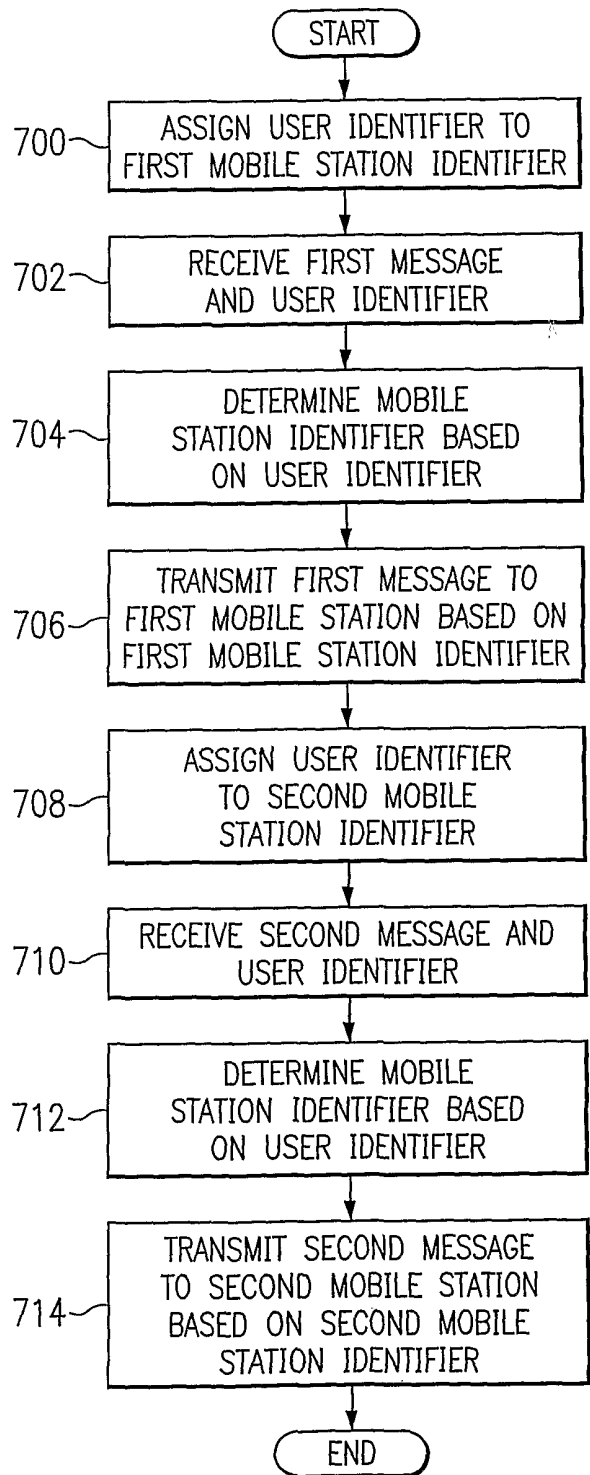 START
700
ASSIGN USER IDENTIFIER TO
FIRST MOBILE STATION IDENTIFIER
702
RECEIVE FIRST MESSAGE
AND USER IDENTIFIER
704
DETERMINE MOBILE
STATION IDENTIFIER BASED
ON USER IDENTIFIER
706
TRANSMIT FIRST MESSAGE TO
FIRST MOBILE STATION BASED ON
FIRST MOBILE STATION IDENTIFIER
708
ASSIGN USER IDENTIFIER
TO SECOND MOBILE
STATION IDENTIFIER
710
RECEIVE SECOND MESSAGE AND
USER IDENTIFIER
712
DETERMINE MOBILE
STATION IDENTIFIER BASED
ON USER IDENTIFIER
714
TRANSMIT SECOND MESSAGE
TO SECOND MOBILE STATION
BASED ON SECOND MOBILE
STATION IDENTIFIER
END